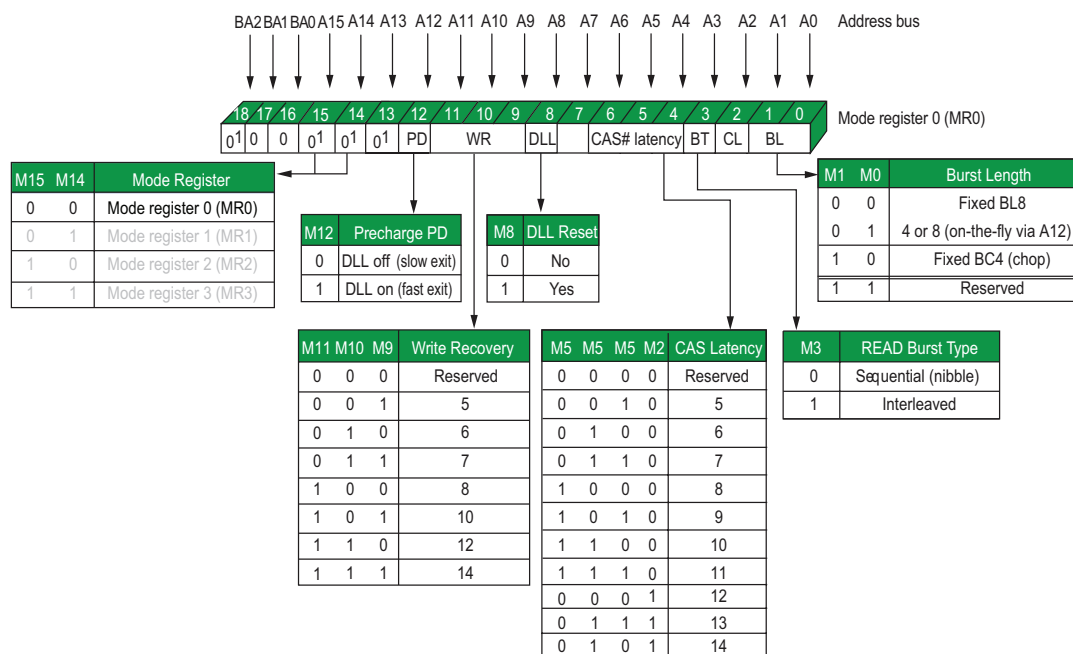 BA2 BA1 BA0 A15 A14 A13 A12 A11 A10 A9 A8 A7 A6 A5 A4 A3 A2 A1 A0 Address bus
18 17 16 15 14 13 12 11 10 9 8 7 6 5 4 3 2 1 0 Mode register 0 (MR0)
0¹ 0 0 0¹ 0¹ 0¹ PD WR DLL CAS# latency BT CL BL
M15 M14 Mode Register
0 0 Mode register 0 (MR0)
0 1 Mode register 1 (MR1)
1 0 Mode register 2 (MR2)
1 1 Mode register 3 (MR3)
M12 Precharge PD
0 DLL off (slow exit)
1 DLL on (fast exit)
M8 DLL Reset
0 No
1 Yes
M1 M0 Burst Length
0 0 Fixed BL8
0 1 4 or 8 (on-the-fly via A12)
1 0 Fixed BC4 (chop)
1 1 Reserved
M11 M10 M9 Write Recovery
0 0 0 Reserved
0 0 1 5
0 1 0 6
0 1 1 7
1 0 0 8
1 0 1 10
1 1 0 12
1 1 1 14
M5 M5 M5 M2 CAS Latency
0 0 0 0 Reserved
0 0 1 0 5
0 1 0 0 6
0 1 1 0 7
1 0 0 0 8
1 0 1 0 9
1 1 0 0 10
1 1 1 0 11
0 0 0 1 12
0 1 1 1 13
0 1 0 1 14
M3 READ Burst Type
0 Sequential (nibble)
1 Interleaved